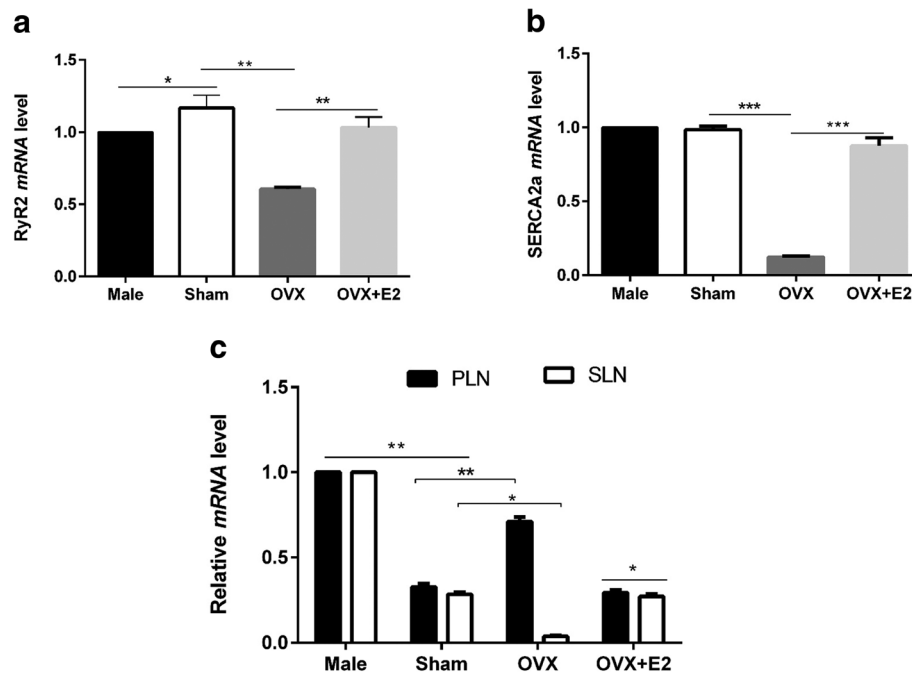 a
RyR2 mRNA level
1.5
1.0
0.5
0.0
* ** **
Male Sham OVX OVX+E2
b
SERCA2a mRNA level
1.5
1.0
0.5
0.0
*** ***
Male Sham OVX OVX+E2
c
PLN SLN
Relative mRNA level
1.5
1.0
0.5
0.0
**
**
*
*
Male Sham OVX OVX+E2